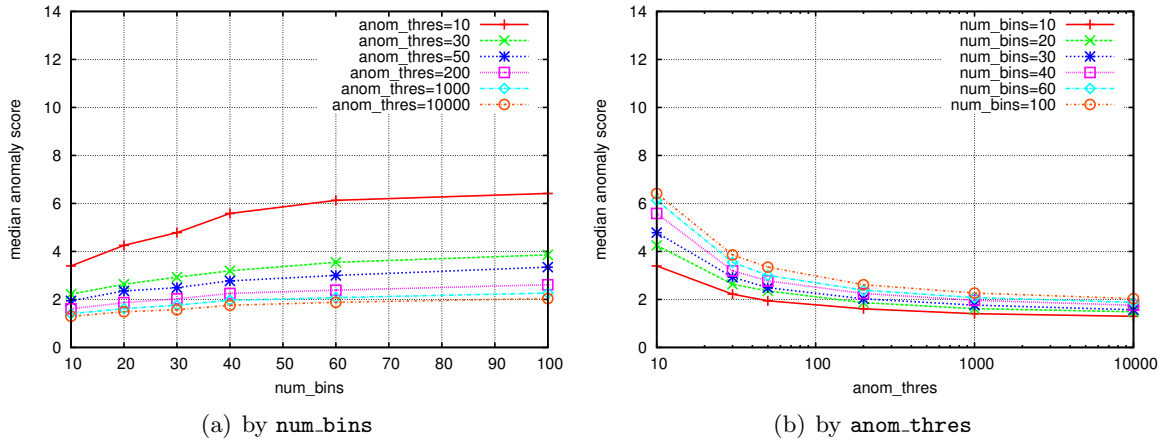 14
12
10
8
6
4
2
0
median anomaly score
anom_thres=10
anom_thres=30
anom_thres=50
anom_thres=200
anom_thres=1000
anom_thres=10000
10 20 30 40 50 60 70 80 90 100
num_bins
(a) by num_bins
14
12
10
8
6
4
2
0
median anomaly score
num_bins=10
num_bins=20
num_bins=30
num_bins=40
num_bins=60
num_bins=100
10 100 1000 10000
anom_thres
(b) by anom_thres